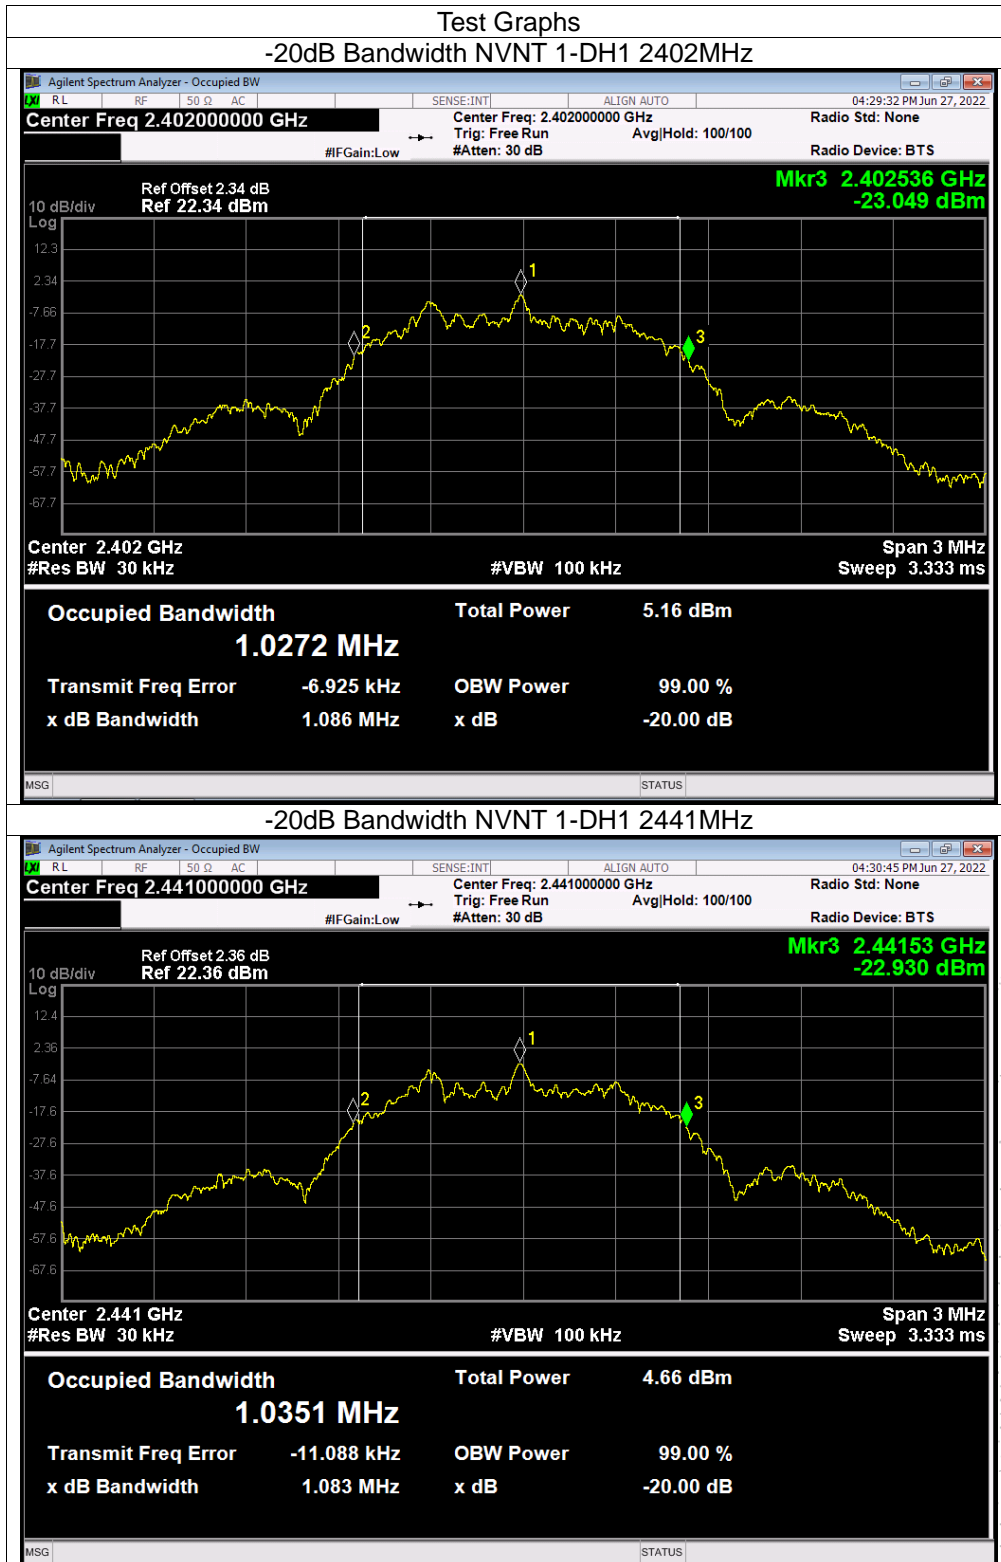 Test Graphs
-20dB Bandwidth NVNT 1-DH1 2402MHz
Agilent Spectrum Analyzer - Occupied BW
LXI RL RF 50 Ω AC SENSE:INT ALIGN AUTO 04:29:32 PM Jun 27, 2022
Center Freq 2.402000000 GHz Center Freq: 2.402000000 GHz Radio Std: None
Trig: Free Run Avg|Hold: 100/100
#IFGain:Low #Atten: 30 dB Radio Device: BTS
Mkr3 2.402536 GHz
-23.049 dBm
Ref Offset 2.34 dB
10 dB/div Ref 22.34 dBm
Log
12.3
1
2.34
-7.66
2
3
-17.7
-27.7
-37.7
-47.7
-57.7
-67.7
Center 2.402 GHz Span 3 MHz
#Res BW 30 kHz #VBW 100 kHz Sweep 3.333 ms
Occupied Bandwidth Total Power 5.16 dBm
1.0272 MHz
Transmit Freq Error -6.925 kHz OBW Power 99.00 %
x dB Bandwidth 1.086 MHz x dB -20.00 dB
MSG STATUS
-20dB Bandwidth NVNT 1-DH1 2441MHz
Agilent Spectrum Analyzer - Occupied BW
LXI RL RF 50 Ω AC SENSE:INT ALIGN AUTO 04:30:45 PM Jun 27, 2022
Center Freq 2.441000000 GHz Center Freq: 2.441000000 GHz Radio Std: None
Trig: Free Run Avg|Hold: 100/100
#IFGain:Low #Atten: 30 dB Radio Device: BTS
Mkr3 2.44153 GHz
-22.930 dBm
Ref Offset 2.36 dB
10 dB/div Ref 22.36 dBm
Log
12.4
1
2.36
-7.64
2
3
-17.6
-27.6
-37.6
-47.6
-57.6
-67.6
Center 2.441 GHz Span 3 MHz
#Res BW 30 kHz #VBW 100 kHz Sweep 3.333 ms
Occupied Bandwidth Total Power 4.66 dBm
1.0351 MHz
Transmit Freq Error -11.088 kHz OBW Power 99.00 %
x dB Bandwidth 1.083 MHz x dB -20.00 dB
MSG STATUS